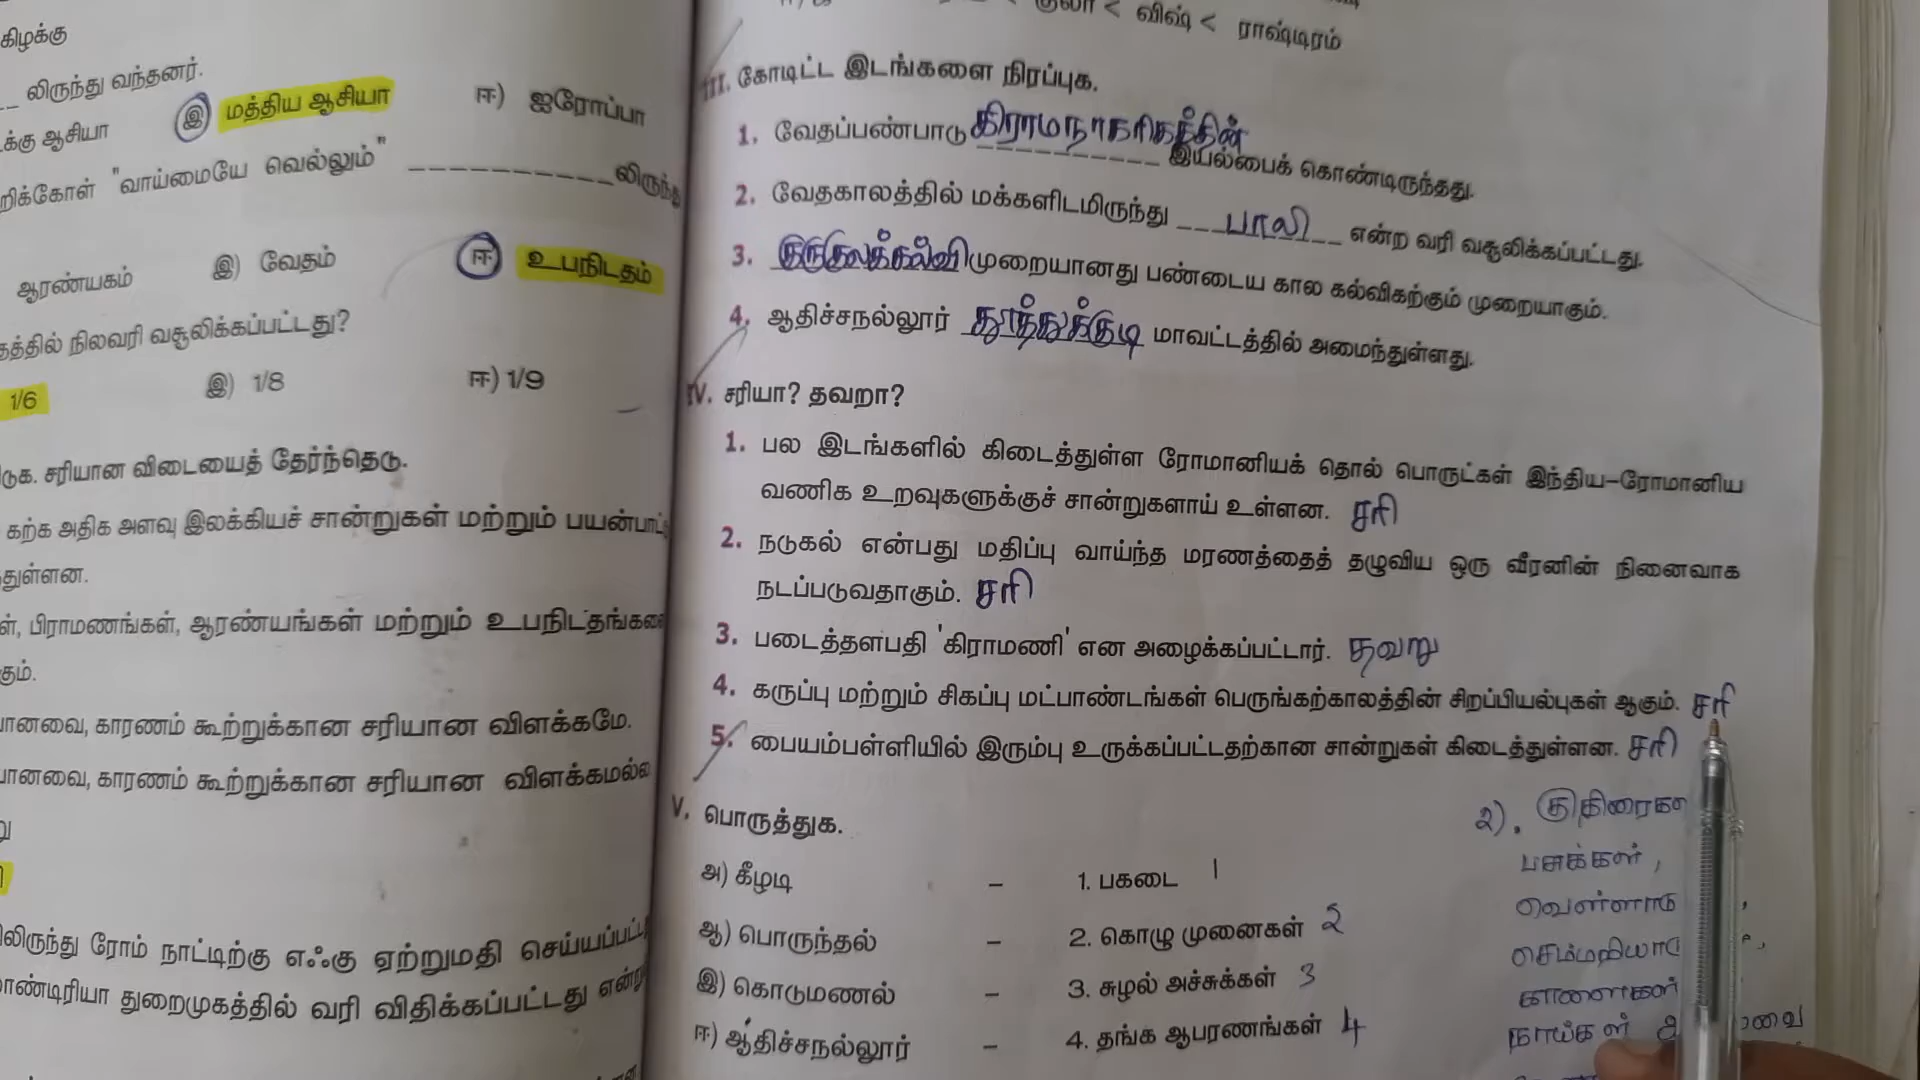 கிழக்கு
லிருந்து வந்தனர்.
க்கு ஆசியா இ) மத்திய ஆசியா ஈ) ஐரோப்பா
றிக்கோள் "வாய்மையே வெல்லும்" __________லிருந்து
ஆரண்யகம் இ) வேதம் ஈ) உபநிடதம்
தத்தில் நிலவரி வசூலிக்கப்பட்டது?
1/6 இ) 1/8 ஈ) 1/9
டுக. சரியான விடையைத் தேர்ந்தெடு.
கற்க அதிக அளவு இலக்கியச் சான்றுகள் மற்றும் பயன்பாட்டு
துள்ளன.
ள், பிராமணங்கள், ஆரண்யங்கள் மற்றும் உபநிடதங்களை
கும்.
ானவை, காரணம் கூற்றுக்கான சரியான விளக்கமே.
ானவை, காரணம் கூற்றுக்கான சரியான விளக்கமல்ல
லிருந்து ரோம் நாட்டிற்கு எஃகு ஏற்றுமதி செய்யப்பட்ட
ாண்டிரியா துறைமுகத்தில் வரி விதிக்கப்பட்டது என்ற
< குலா < விஷ் < ராஷ்டிரம்
III. கோடிட்ட இடங்களை நிரப்புக.
1. வேதப்பண்பாடு கிராமநாகரிகத்தின் இயல்பைக் கொண்டிருந்தது.
2. வேதகாலத்தில் மக்களிடமிருந்து பாலி என்ற வரி வசூலிக்கப்பட்டது.
3. குருகுலக்கல்வி முறையானது பண்டைய கால கல்விகற்கும் முறையாகும்.
4. ஆதிச்சநல்லூர் தூத்துக்குடி மாவட்டத்தில் அமைந்துள்ளது.
IV. சரியா? தவறா?
1. பல இடங்களில் கிடைத்துள்ள ரோமானியக் தொல் பொருட்கள் இந்திய-ரோமானிய
வணிக உறவுகளுக்குச் சான்றுகளாய் உள்ளன. சரி
2. நடுகல் என்பது மதிப்பு வாய்ந்த மரணத்தைத் தழுவிய ஒரு வீரனின் நினைவாக
நடப்படுவதாகும். சரி
3. படைத்தளபதி 'கிராமணி' என அழைக்கப்பட்டார். தவறு
4. கருப்பு மற்றும் சிகப்பு மட்பாண்டங்கள் பெருங்கற்காலத்தின் சிறப்பியல்புகள் ஆகும். சரி
5. பையம்பள்ளியில் இரும்பு உருக்கப்பட்டதற்கான சான்றுகள் கிடைத்துள்ளன. சரி
V. பொருத்துக.
அ) கீழடி – 1. பகடை 1
ஆ) பொருந்தல் – 2. கொழு முனைகள் 2
இ) கொடுமணல் – 3. சுழல் அச்சுக்கள் 3
ஈ) ஆதிச்சநல்லூர் – 4. தங்க ஆபரணங்கள் 4
2). குதிரைக
பசுக்கள்,
வெள்ளாடு
செம்மறியாடு
காளைகள்
நாய்கள்